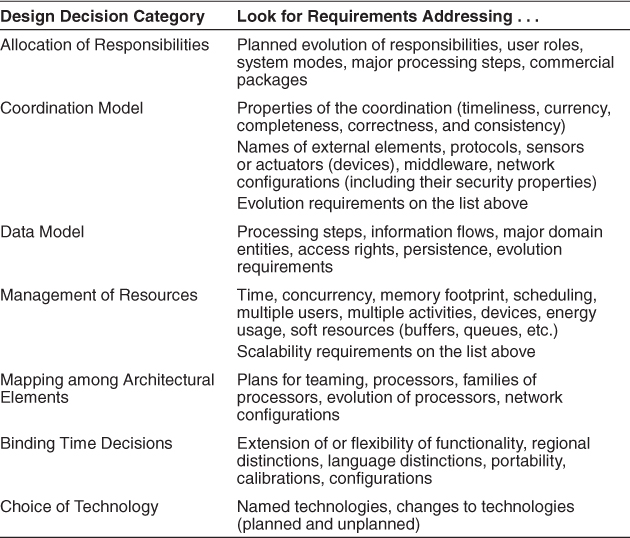 Design Decision Category Look for Requirements Addressing . . .
Allocation of Responsibilities Planned evolution of responsibilities, user roles,
system modes, major processing steps, commercial
packages
Coordination Model Properties of the coordination (timeliness, currency,
completeness, correctness, and consistency)
Names of external elements, protocols, sensors
or actuators (devices), middleware, network
configurations (including their security properties)
Evolution requirements on the list above
Data Model Processing steps, information flows, major domain
entities, access rights, persistence, evolution
requirements
Management of Resources Time, concurrency, memory footprint, scheduling,
multiple users, multiple activities, devices, energy
usage, soft resources (buffers, queues, etc.)
Scalability requirements on the list above
Mapping among Architectural Plans for teaming, processors, families of
Elements processors, evolution of processors, network
configurations
Binding Time Decisions Extension of or flexibility of functionality, regional
distinctions, language distinctions, portability,
calibrations, configurations
Choice of Technology Named technologies, changes to technologies
(planned and unplanned)